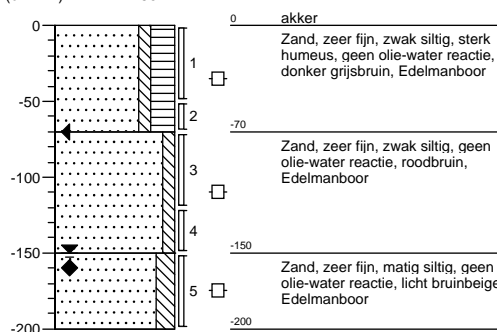 0
akker
0
Zand, zeer fijn, zwak siltig, sterk
humeus, geen olie-water reactie,
donker grijsbruin, Edelmanboor
1
-50
2
-70
Zand, zeer fijn, zwak siltig, geen
olie-water reactie, roodbruin,
Edelmanboor
3
-100
4
-150
-150
Zand, zeer fijn, matig siltig, geen
olie-water reactie, licht bruinbeige
Edelmanboor
5
-200
-200